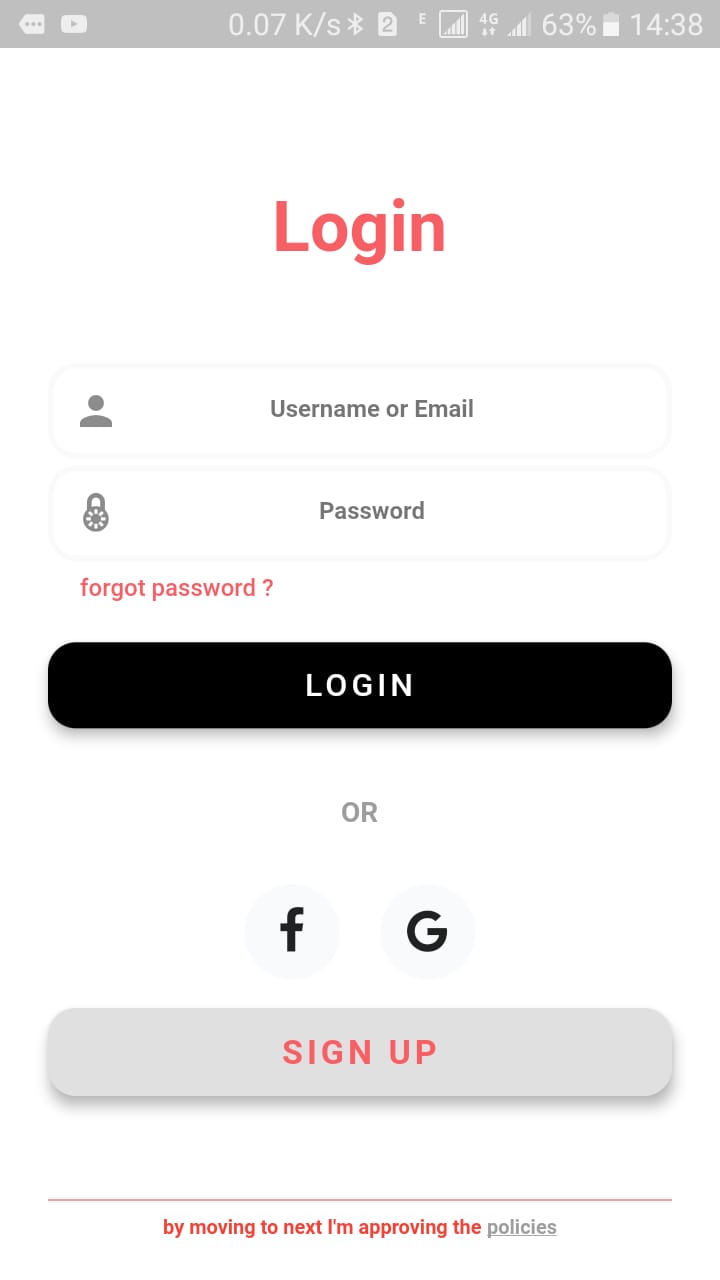 0.07 K/s 2 E 4G 63% 14:38
Login
Username or Email
Password
forgot password ?
LOGIN
OR
f G
SIGN UP
by moving to next I'm approving the policies